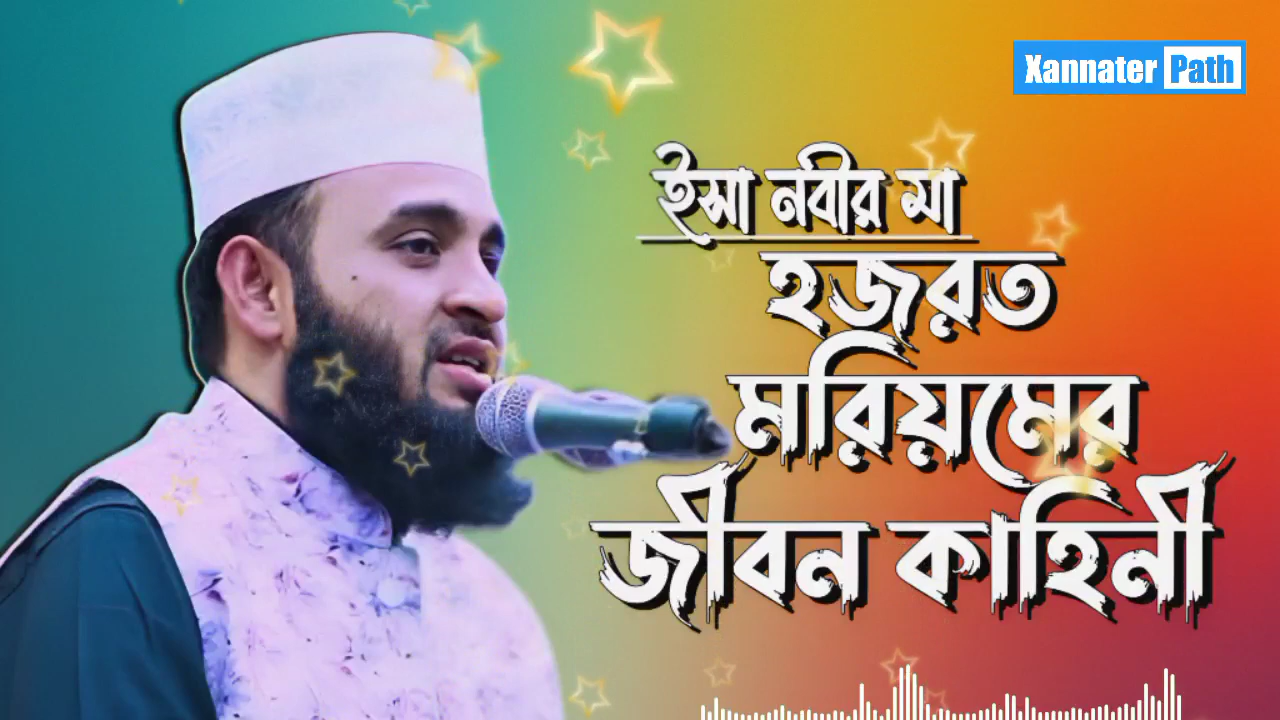 Xannater Path
ইসা নবীর মা
হজরত
মরিয়মের
জীবন কাহিনী